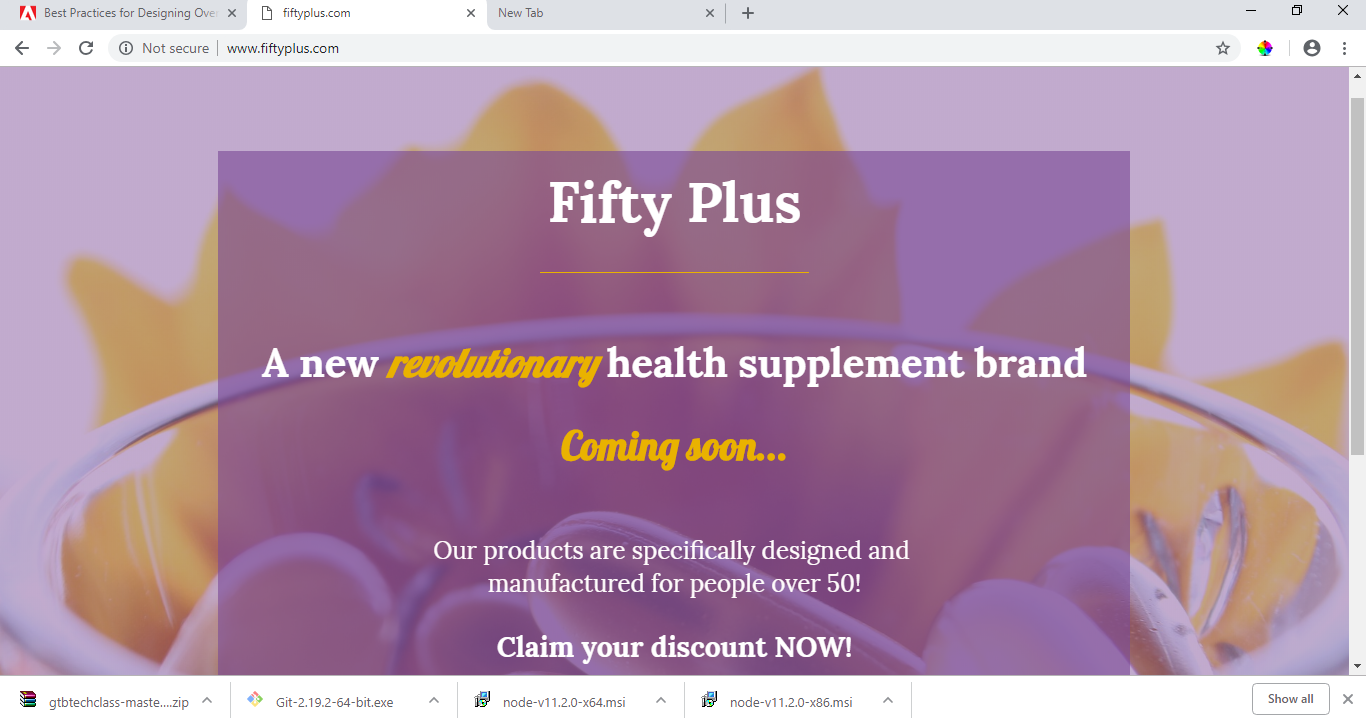 Best Practices for Designing Over
fiftyplus.com
New Tab
Not secure
www.fiftyplus.com
Fifty Plus
A new revolutionary health supplement brand
Coming soon...
Our products are specifically designed and
manufactured for people over 50!
Claim your discount NOW!
gtbtechclass-maste....zip
Git-2.19.2-64-bit.exe
node-v11.2.0-x64.msi
node-v11.2.0-x86.msi
Show all